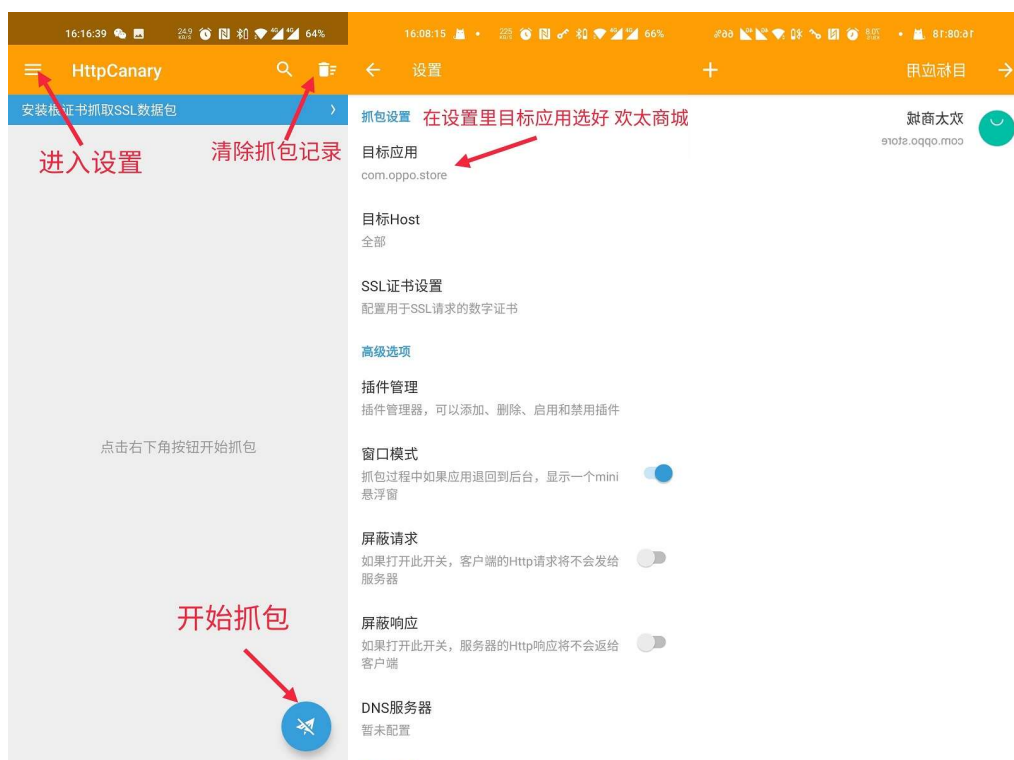 16:16:39
24.9 KB/S
64%
HttpCanary
安装根证书抓取SSL数据包
进入设置
清除抓包记录
点击右下角按钮开始抓包
开始抓包
16:08:15
225 KB/S
66%
设置
抓包设置
在设置里目标应用选好 欢太商城
目标应用
com.oppo.store
目标Host
全部
SSL证书设置
配置用于SSL请求的数字证书
高级选项
插件管理
插件管理器，可以添加、删除、启用和禁用插件
窗口模式
抓包过程中如果应用退回到后台，显示一个mini
悬浮窗
屏蔽请求
如果打开此开关，客户端的Http请求将不会发给
服务器
屏蔽响应
如果打开此开关，服务器的Http响应将不会返给
客户端
DNS服务器
暂未配置
16:08:18
66%
目标应用
欢太商城
com.oppo.store